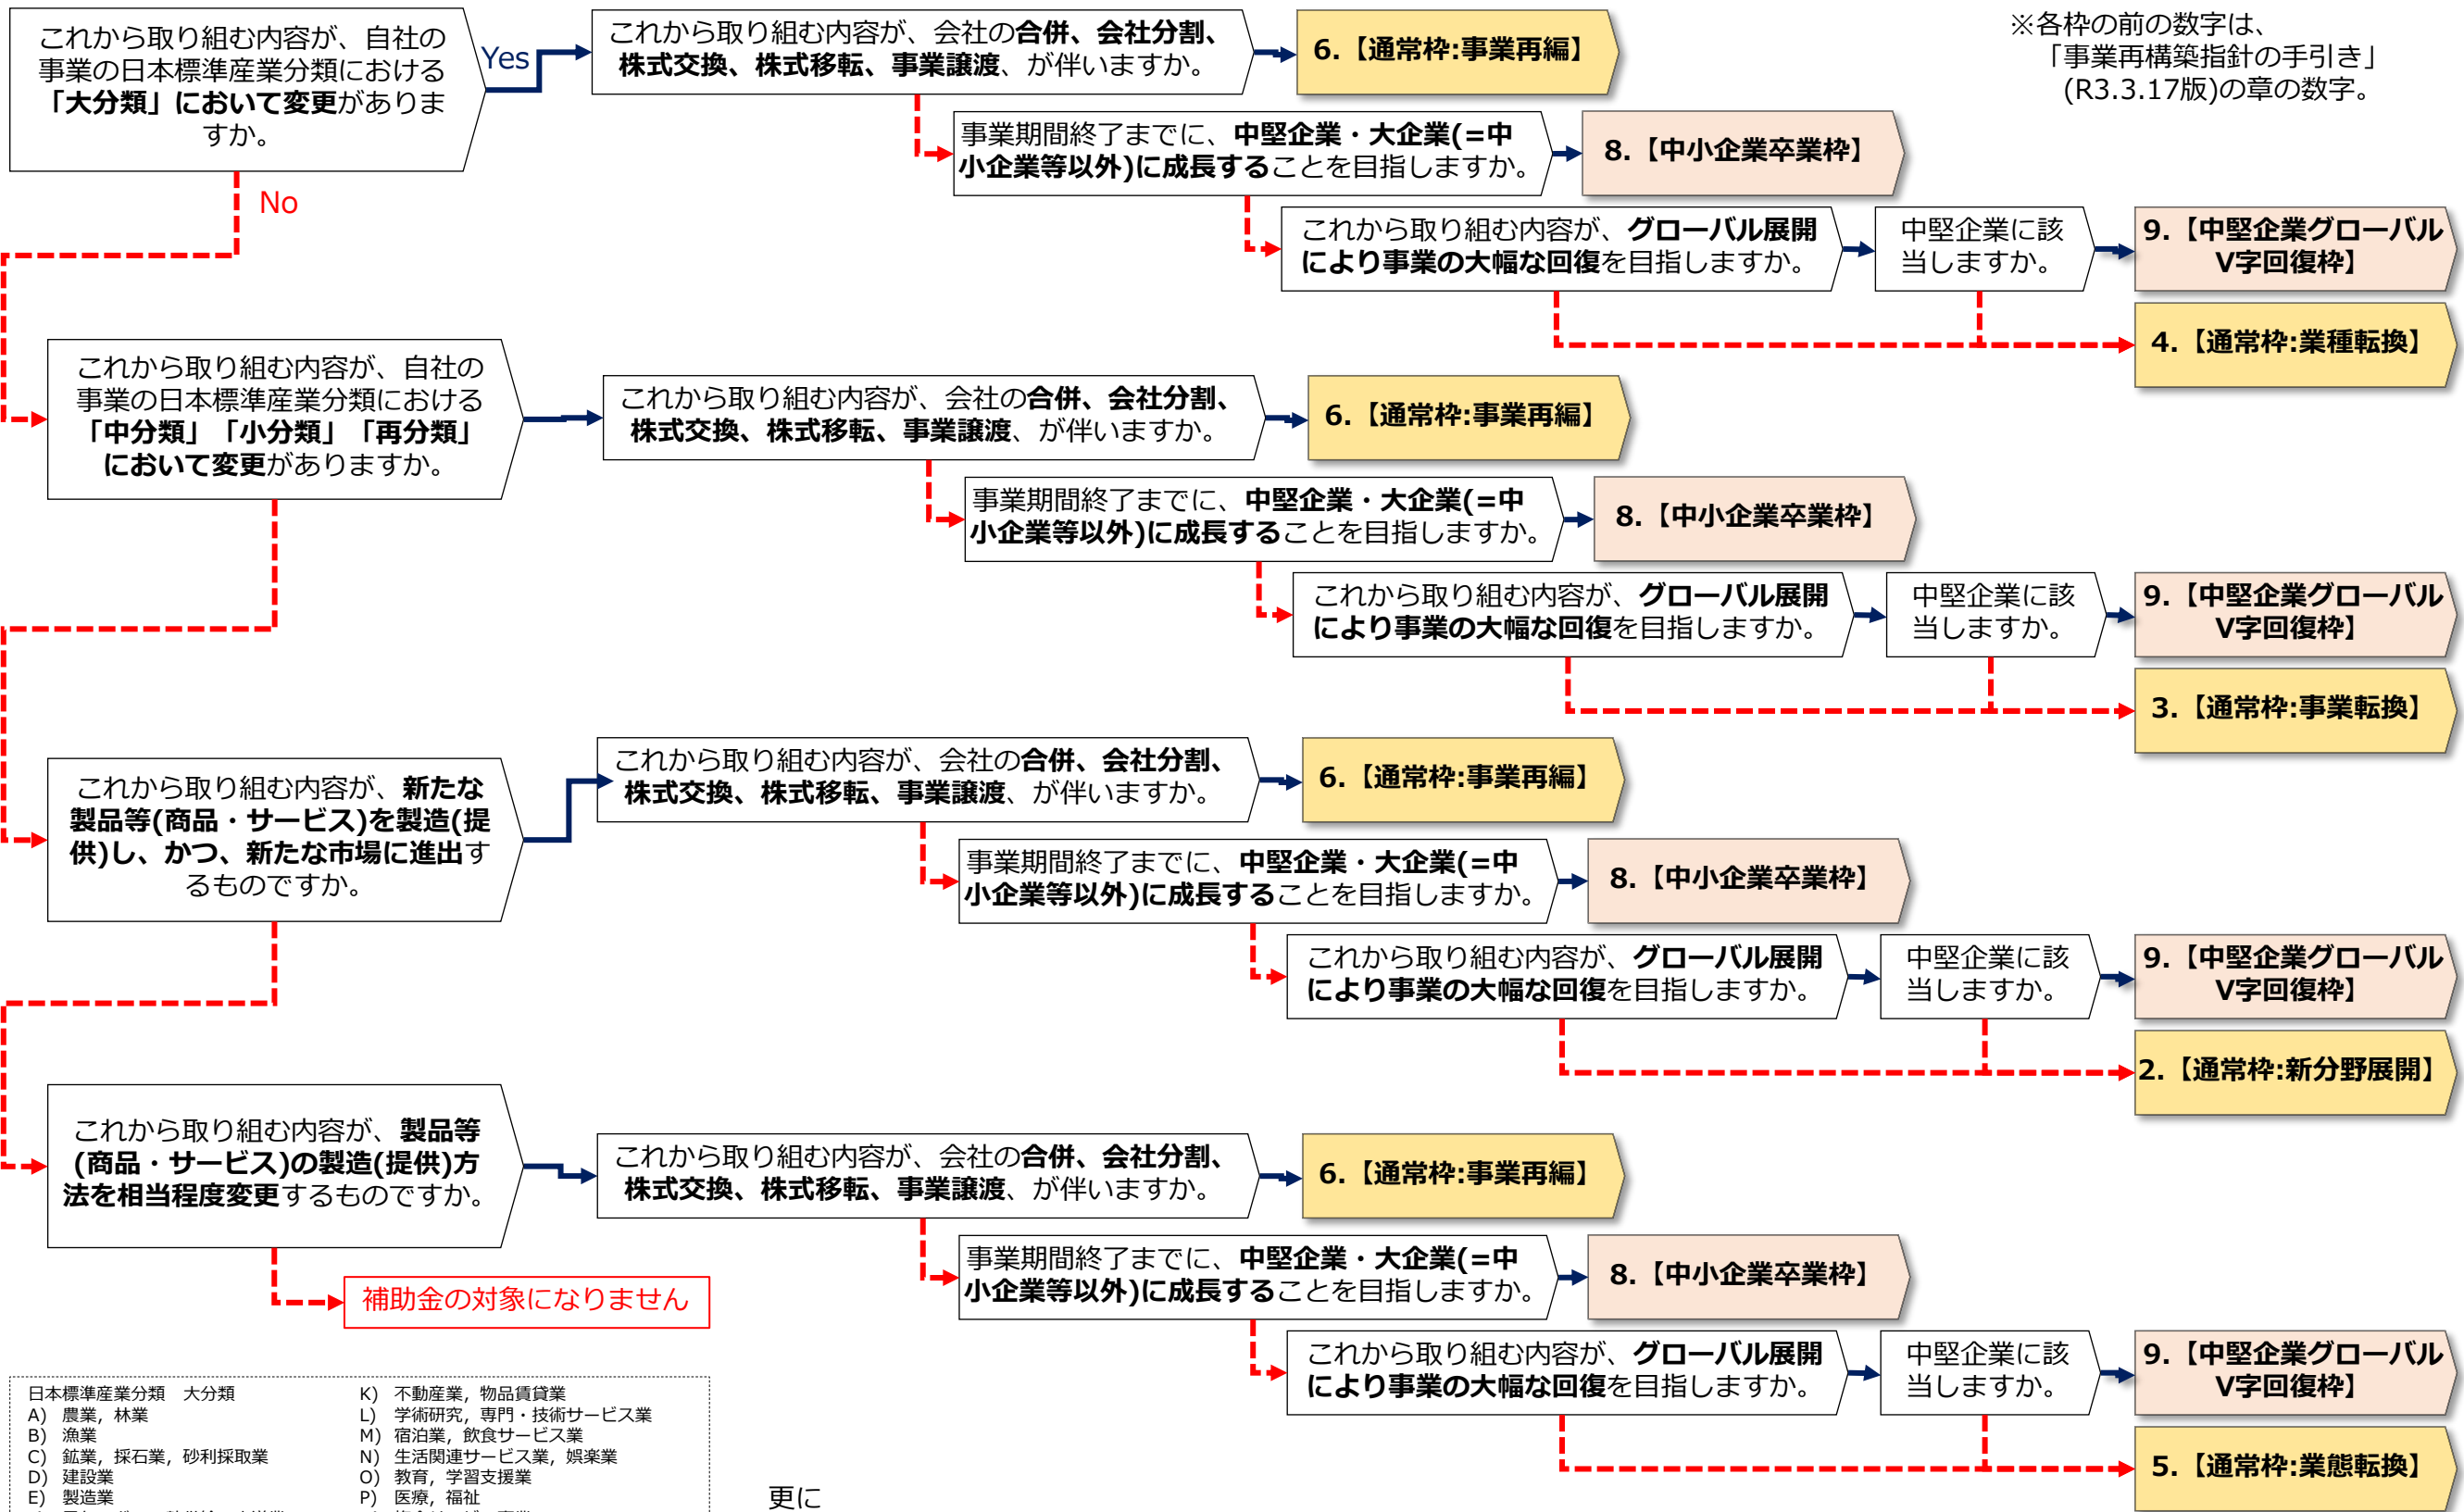 これから取り組む内容が、自社の
事業の日本標準産業分類における
「大分類」において変更がありま
すか。
Yes
No
これから取り組む内容が、会社の合併、会社分割、
株式交換、株式移転、事業譲渡、が伴いますか。
6.【通常枠:事業再編】
※各枠の前の数字は、
「事業再構築指針の手引き」
(R3.3.17版)の章の数字。
事業期間終了までに、中堅企業・大企業(=中
小企業等以外)に成長することを目指しますか。
8.【中小企業卒業枠】
これから取り組む内容が、グローバル展開
により事業の大幅な回復を目指しますか。
中堅企業に該
当しますか。
9.【中堅企業グローバル
V字回復枠】
4.【通常枠:業種転換】
これから取り組む内容が、自社の
事業の日本標準産業分類における
「中分類」「小分類」「再分類」
において変更がありますか。
これから取り組む内容が、会社の合併、会社分割、
株式交換、株式移転、事業譲渡、が伴いますか。
6.【通常枠:事業再編】
事業期間終了までに、中堅企業・大企業(=中
小企業等以外)に成長することを目指しますか。
8.【中小企業卒業枠】
これから取り組む内容が、グローバル展開
により事業の大幅な回復を目指しますか。
中堅企業に該
当しますか。
9.【中堅企業グローバル
V字回復枠】
3.【通常枠:事業転換】
これから取り組む内容が、新たな
製品等(商品・サービス)を製造(提
供)し、かつ、新たな市場に進出す
るものですか。
これから取り組む内容が、会社の合併、会社分割、
株式交換、株式移転、事業譲渡、が伴いますか。
6.【通常枠:事業再編】
事業期間終了までに、中堅企業・大企業(=中
小企業等以外)に成長することを目指しますか。
8.【中小企業卒業枠】
これから取り組む内容が、グローバル展開
により事業の大幅な回復を目指しますか。
中堅企業に該
当しますか。
9.【中堅企業グローバル
V字回復枠】
2.【通常枠:新分野展開】
これから取り組む内容が、製品等
(商品・サービス)の製造(提供)方
法を相当程度変更するものですか。
補助金の対象になりません
これから取り組む内容が、会社の合併、会社分割、
株式交換、株式移転、事業譲渡、が伴いますか。
6.【通常枠:事業再編】
事業期間終了までに、中堅企業・大企業(=中
小企業等以外)に成長することを目指しますか。
8.【中小企業卒業枠】
これから取り組む内容が、グローバル展開
により事業の大幅な回復を目指しますか。
中堅企業に該
当しますか。
9.【中堅企業グローバル
V字回復枠】
5.【通常枠:業態転換】
日本標準産業分類　大分類
A) 農業，林業
B) 漁業
C) 鉱業，採石業，砂利採取業
D) 建設業
E) 製造業
K) 不動産業，物品賃貸業
L) 学術研究，専門・技術サービス業
M) 宿泊業，飲食サービス業
N) 生活関連サービス業，娯楽業
O) 教育，学習支援業
P) 医療，福祉
更に